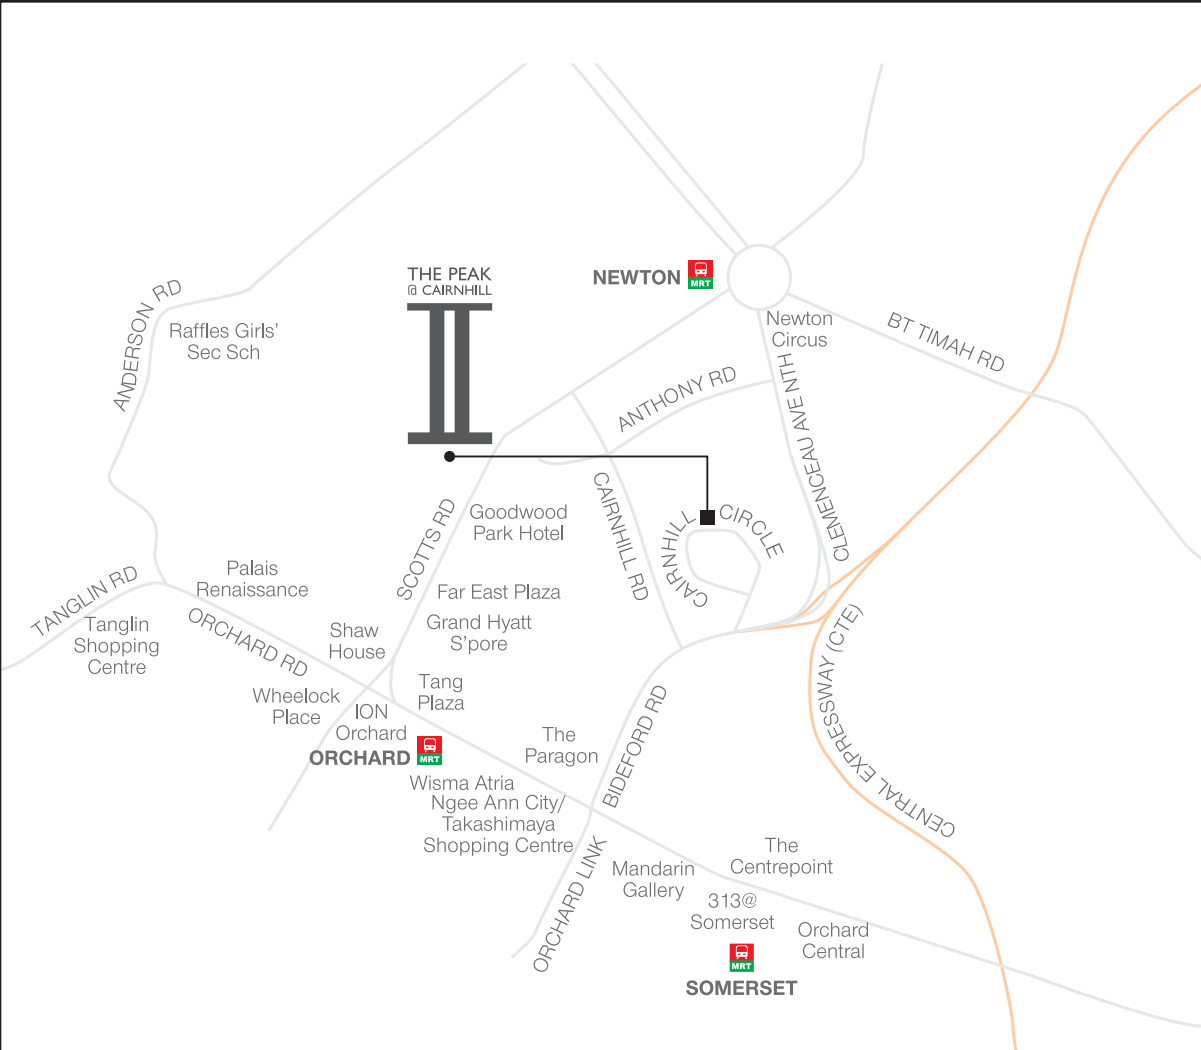 THE PEAK
@ CAIRNHILL
NEWTON
MRT
Newton
Circus
BT TIMAH RD
ANDERSON RD
Raffles Girls’
Sec Sch
ANTHONY RD
CLEMENCEAU AVE NTH
SCOTTS RD
Goodwood
Park Hotel
CAIRNHILL RD
CAIRNHILL CIRCLE
TANGLIN RD
Palais
Renaissance
Far East Plaza
Tanglin
Shopping
Centre
ORCHARD RD
Shaw
House
Grand Hyatt
S’pore
CENTRAL EXPRESSWAY (CTE)
Wheelock
Place
ION
Orchard
Tang
Plaza
ORCHARD
MRT
The
Paragon
BIDEFORD RD
Wisma Atria
Ngee Ann City/
Takashimaya
Shopping Centre
ORCHARD LINK
Mandarin
Gallery
The
Centrepoint
313@
Somerset
Orchard
Central
MRT
SOMERSET